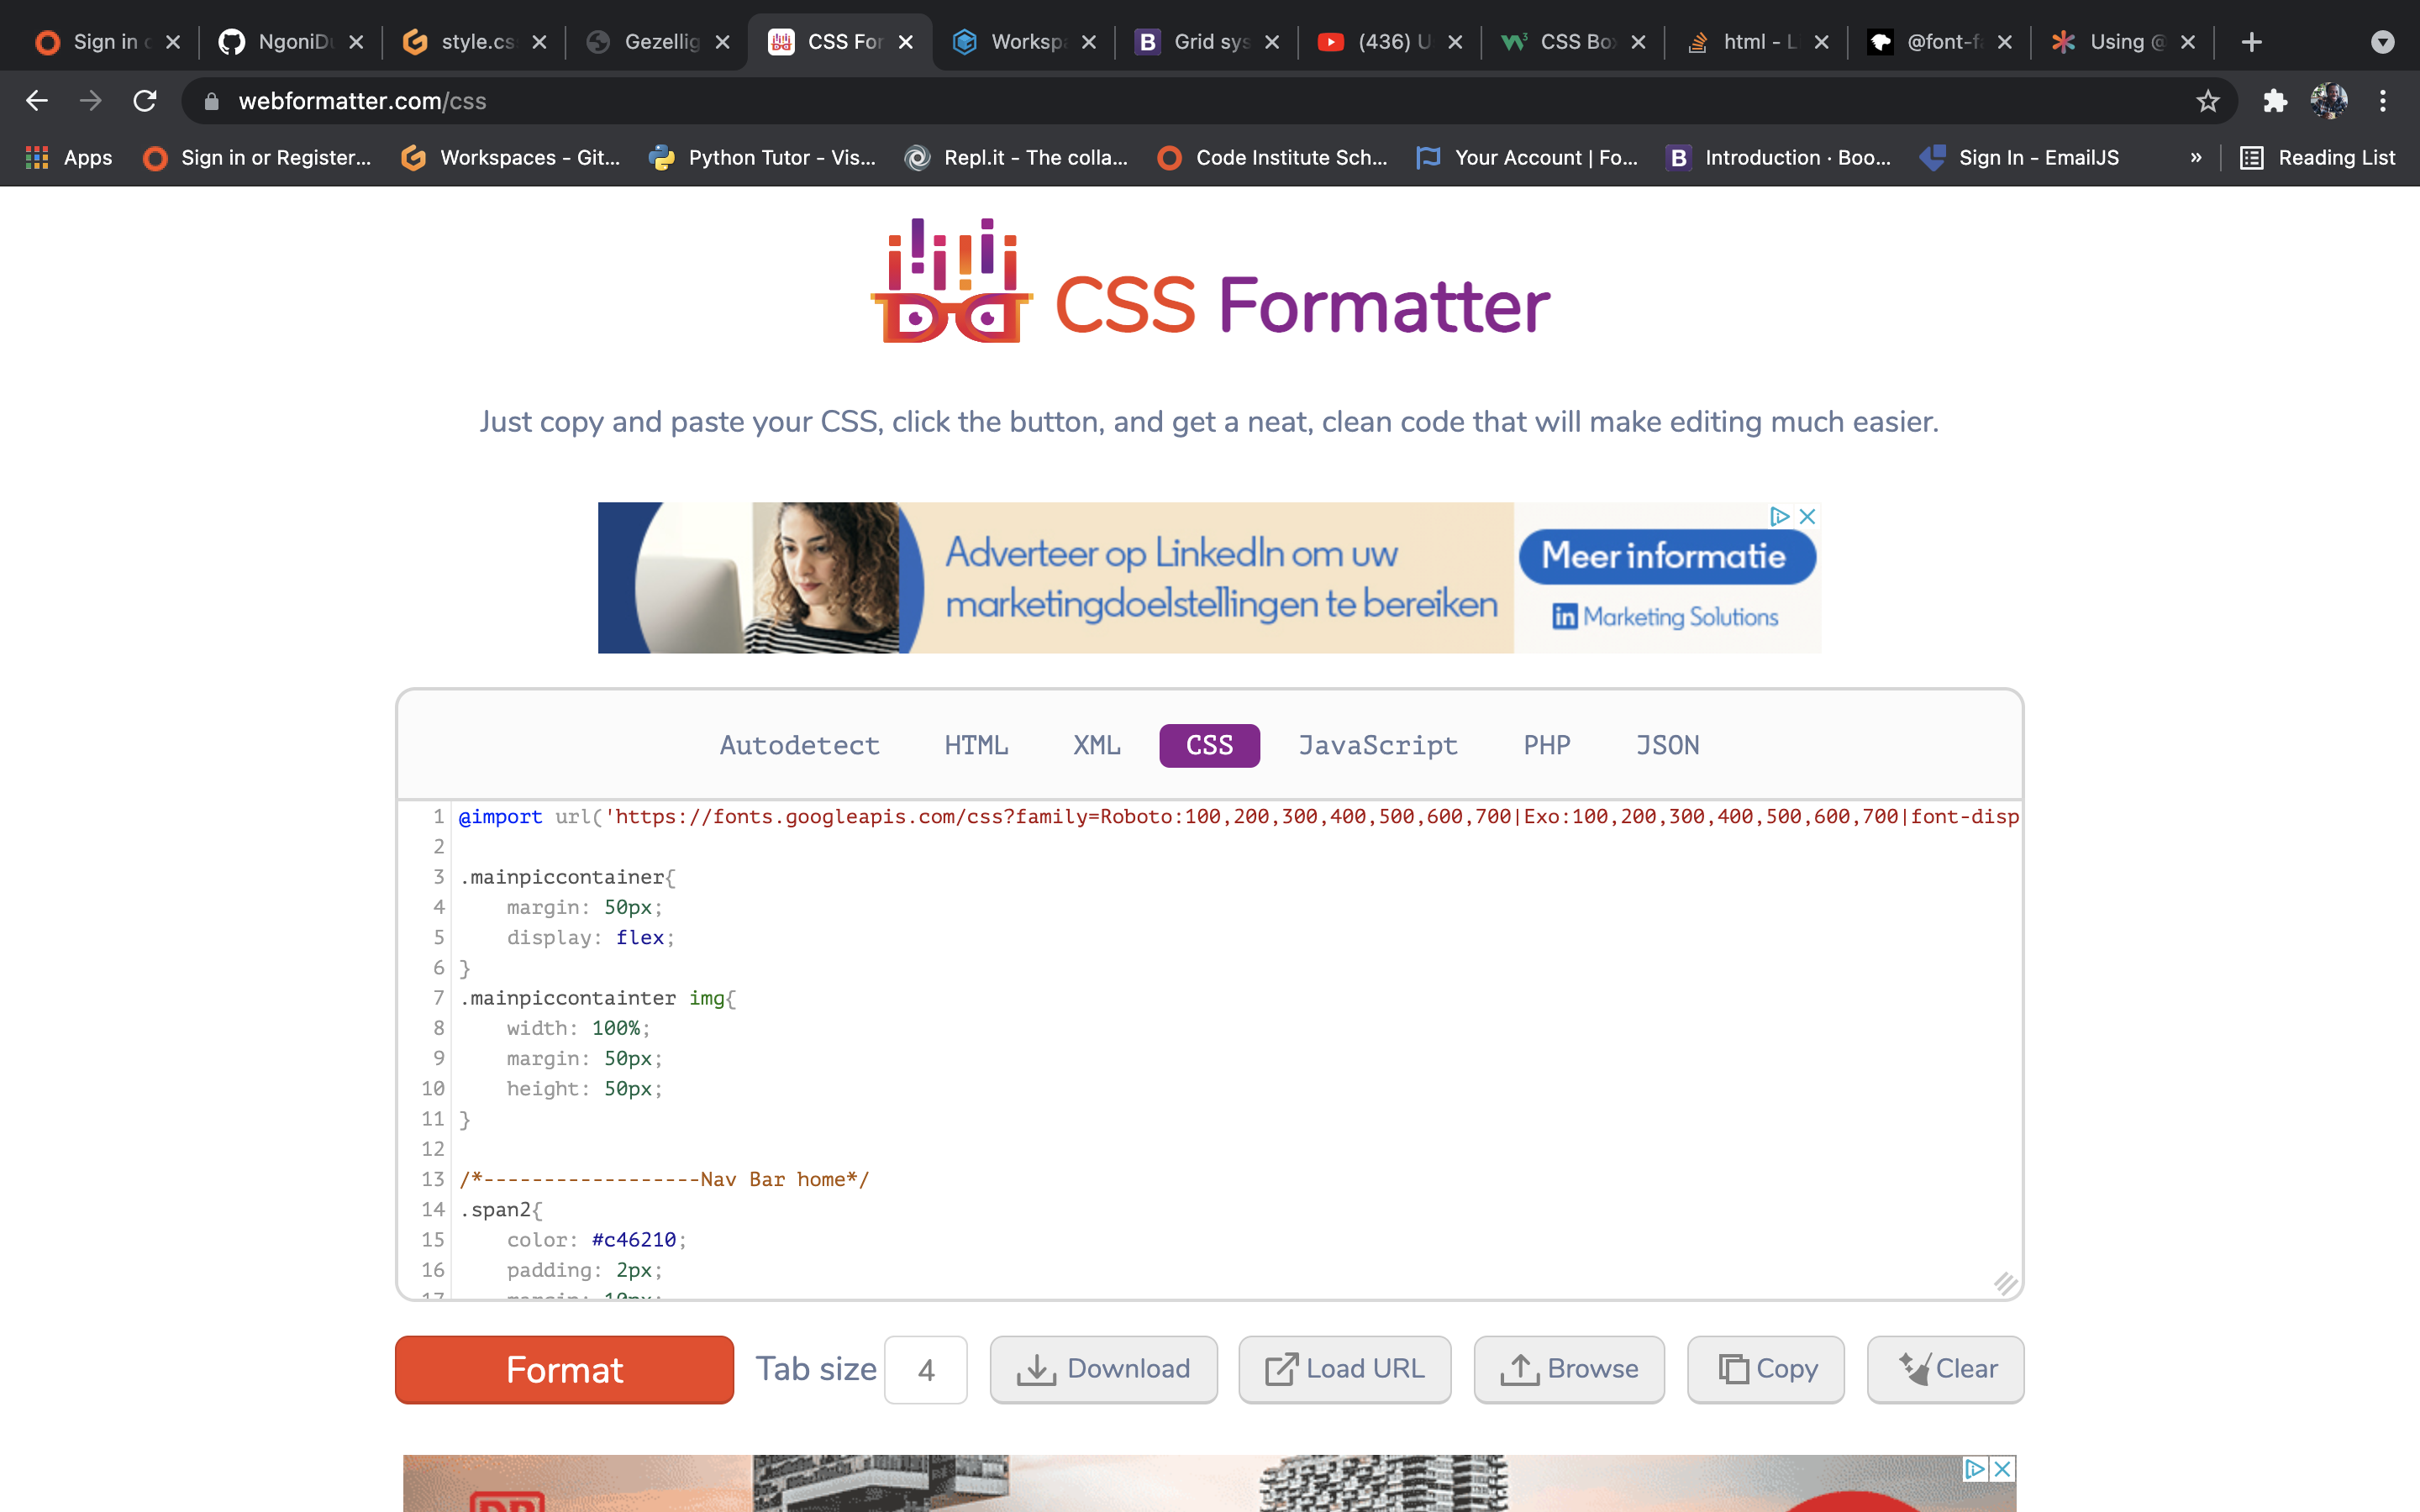 Sign in
NgoniD
style.cs
Gezellig
CSS For
Worksp
Grid sys
(436) U
CSS Bo
html - L
@font-f
Using @
webformatter.com/css
Apps
Sign in or Register...
Workspaces - Git...
Python Tutor - Vis...
Repl.it - The colla...
Code Institute Sch...
Your Account | Fo...
Introduction · Boo...
Sign In - EmailJS
»
Reading List
CSS Formatter
Just copy and paste your CSS, click the button, and get a neat, clean code that will make editing much easier.
Adverteer op LinkedIn om uw
marketingdoelstellingen te bereiken
Meer informatie
in Marketing Solutions
Autodetect HTML XML CSS JavaScript PHP JSON
1 @import url('https://fonts.googleapis.com/css?family=Roboto:100,200,300,400,500,600,700|Exo:100,200,300,400,500,600,700|font-disp
2
3 .mainpiccontainer{
4 margin: 50px;
5 display: flex;
6 }
7 .mainpiccontainter img{
8 width: 100%;
9 margin: 50px;
10 height: 50px;
11 }
12
13 /*------------------Nav Bar home*/
14 .span2{
15 color: #c46210;
16 padding: 2px;
17 margin: 10px;
Format Tab size 4 Download Load URL Browse Copy Clear